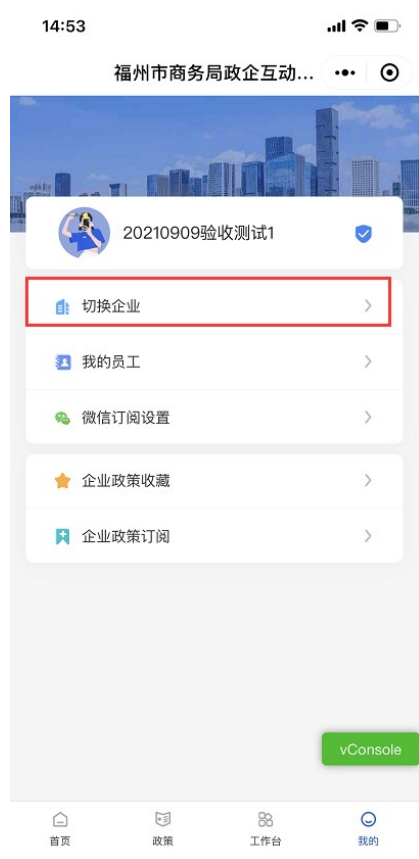 14:53
福州市商务局政企互动...
20210909验收测试1
切换企业
我的员工
微信订阅设置
企业政策收藏
企业政策订阅
vConsole
首页
政策
工作台
我的